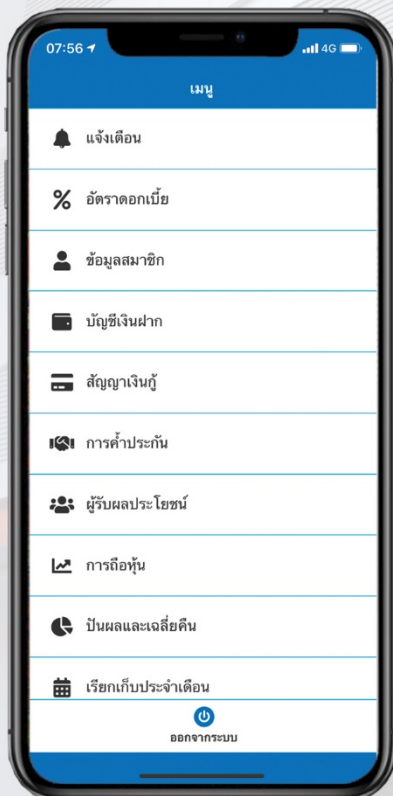 07:56
4G
เมนู
แจ้งเตือน
อัตราดอกเบี้ย
ข้อมูลสมาชิก
บัญชีเงินฝาก
สัญญาเงินกู้
การค้ำประกัน
ผู้รับผลประโยชน์
การถือหุ้น
ปันผลและเฉลี่ยคืน
เรียกเก็บประจำเดือน
ออกจากระบบ